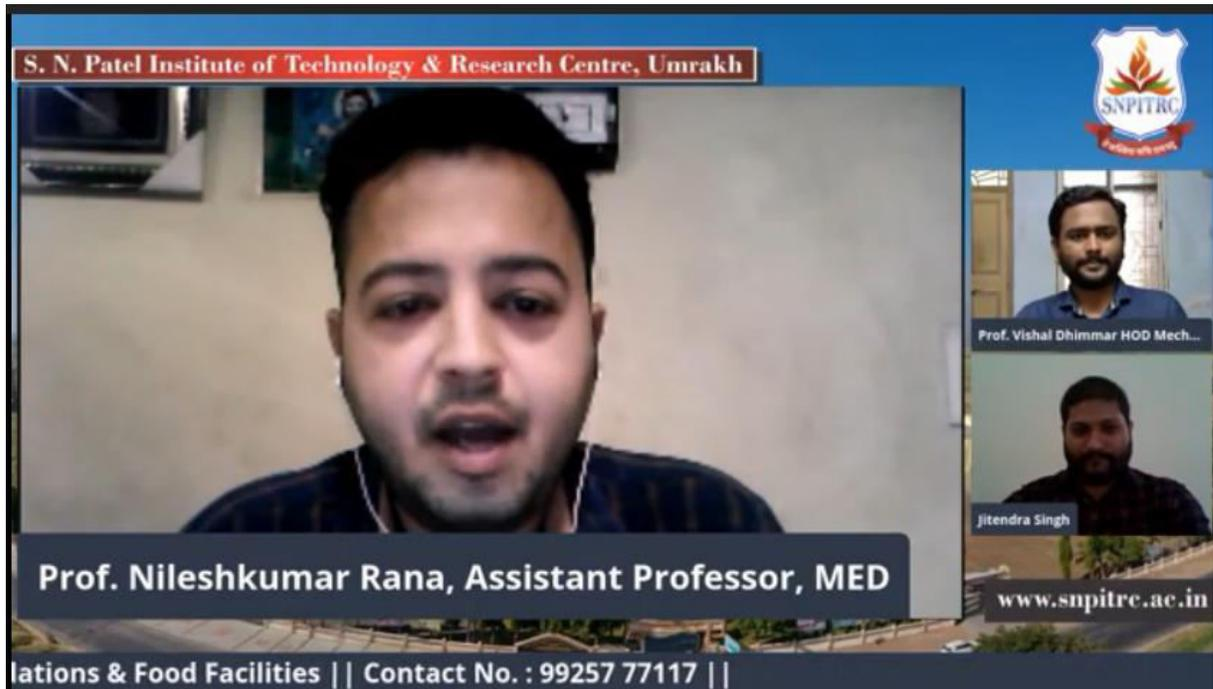 S. N. Patel Institute of Technology & Research Centre, Umrakh
SNPITRC
Prof. Vishal Dhimmar HOD Mech...
Jitendra Singh
Prof. Nileshkumar Rana, Assistant Professor, MED
www.snpitrc.ac.in
lations & Food Facilities || Contact No. : 99257 77117 ||